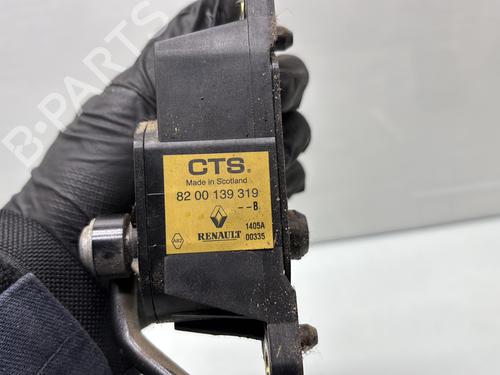 CTS®
Made in Scotland
82 00 139 319
--B
1405A
RENAULT 00335
B-PARTS